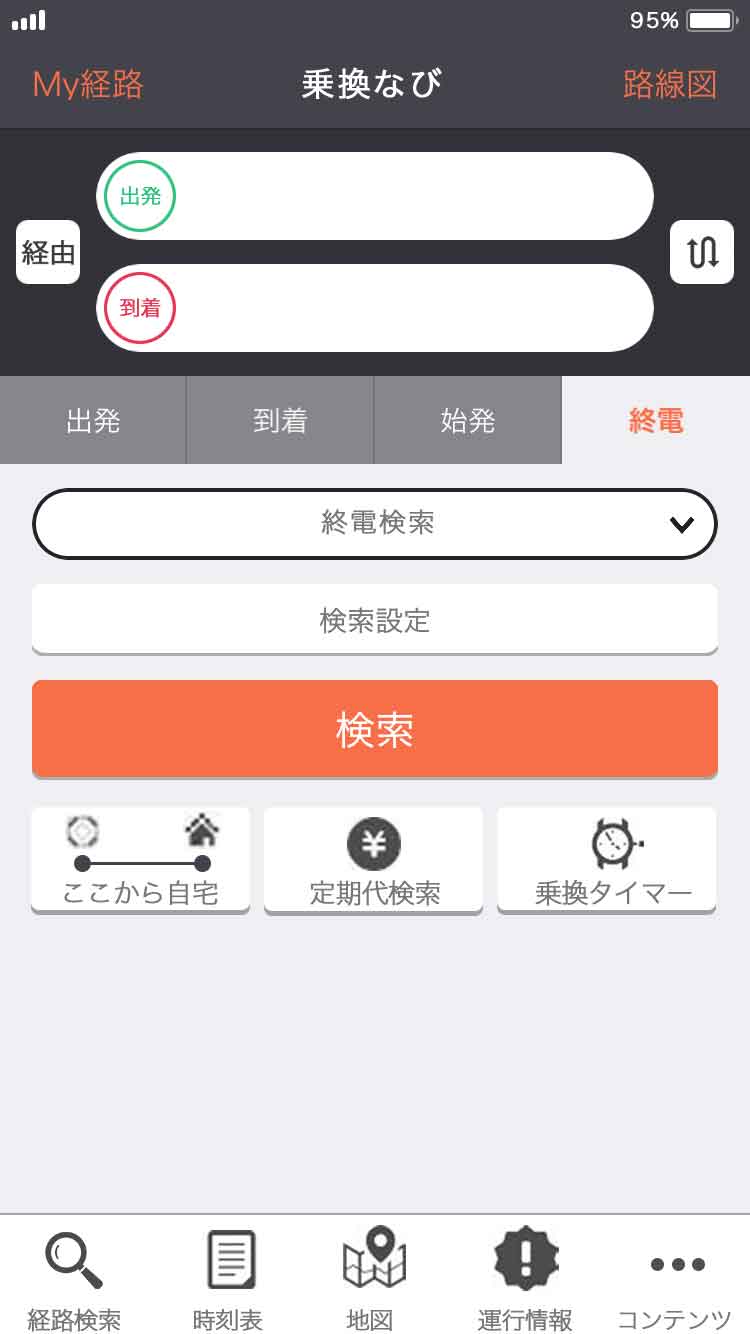 95%
My経路 乗換なび 路線図
出発
経由
到着
出発 到着 始発 終電
終電検索
検索設定
検索
ここから自宅 定期代検索 乗換タイマー
経路検索 時刻表 地図 運行情報 コンテンツ